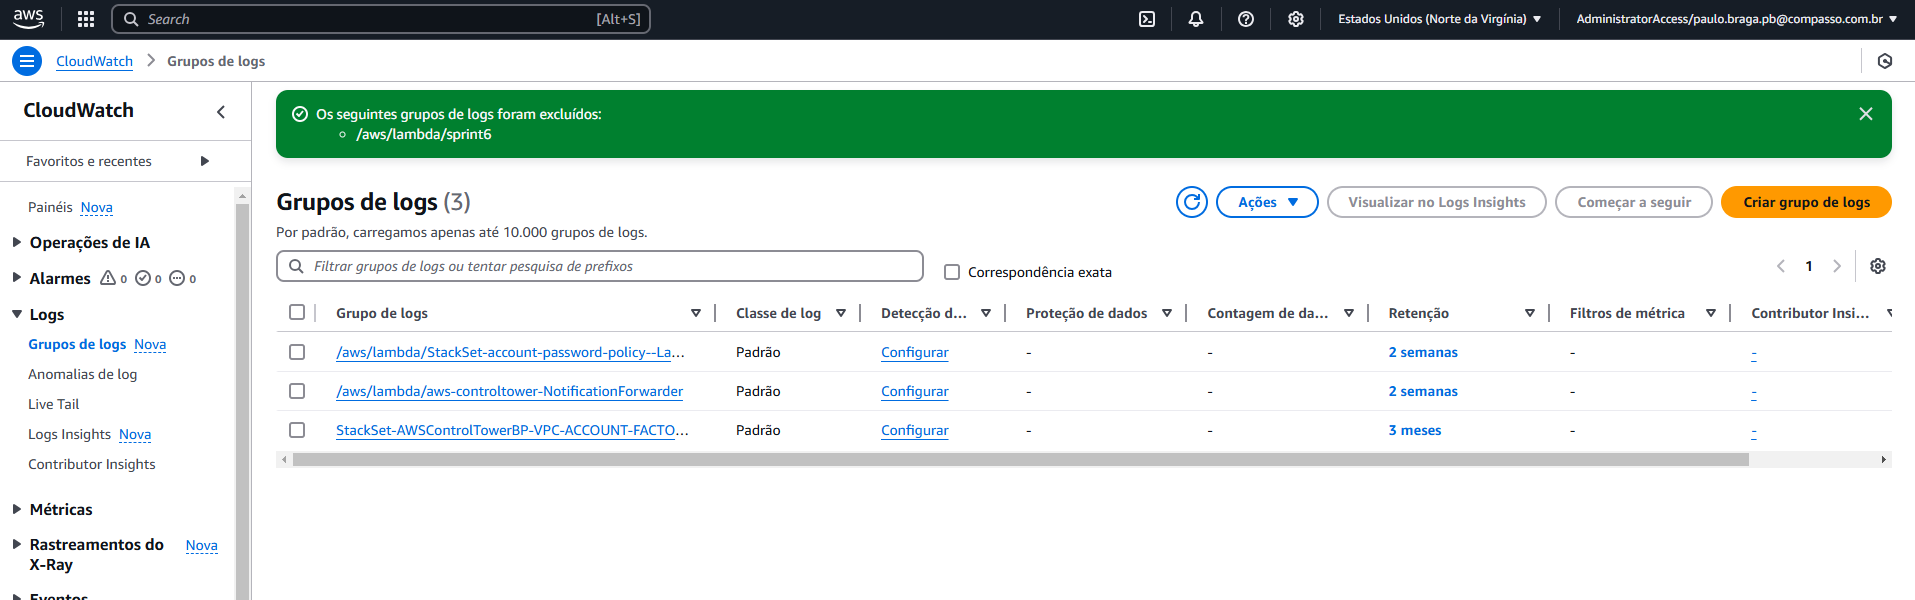 aws
Search [Alt+S]
Estados Unidos (Norte da Virgínia)
AdministratorAccess/paulo.braga.pb@compasso.com.br
CloudWatch > Grupos de logs
CloudWatch
Favoritos e recentes
Painéis Nova
Operações de IA
Alarmes 0 0 0
Logs
Grupos de logs Nova
Anomalias de log
Live Tail
Logs Insights Nova
Contributor Insights
Métricas
Rastreamentos do X-Ray Nova
Eventos
Os seguintes grupos de logs foram excluídos:
/aws/lambda/sprint6
Grupos de logs (3)
Ações
Visualizar no Logs Insights
Começar a seguir
Criar grupo de logs
Por padrão, carregamos apenas até 10.000 grupos de logs.
Filtrar grupos de logs ou tentar pesquisa de prefixos
Correspondência exata
1
Grupo de logs Classe de log Detecção d... Proteção de dados Contagem de da... Retenção Filtros de métrica Contributor Insi...
/aws/lambda/StackSet-account-password-policy--La... Padrão Configurar - - 2 semanas - -
/aws/lambda/aws-controltower-NotificationForwarder Padrão Configurar - - 2 semanas - -
StackSet-AWSControlTowerBP-VPC-ACCOUNT-FACTO... Padrão Configurar - - 3 meses - -